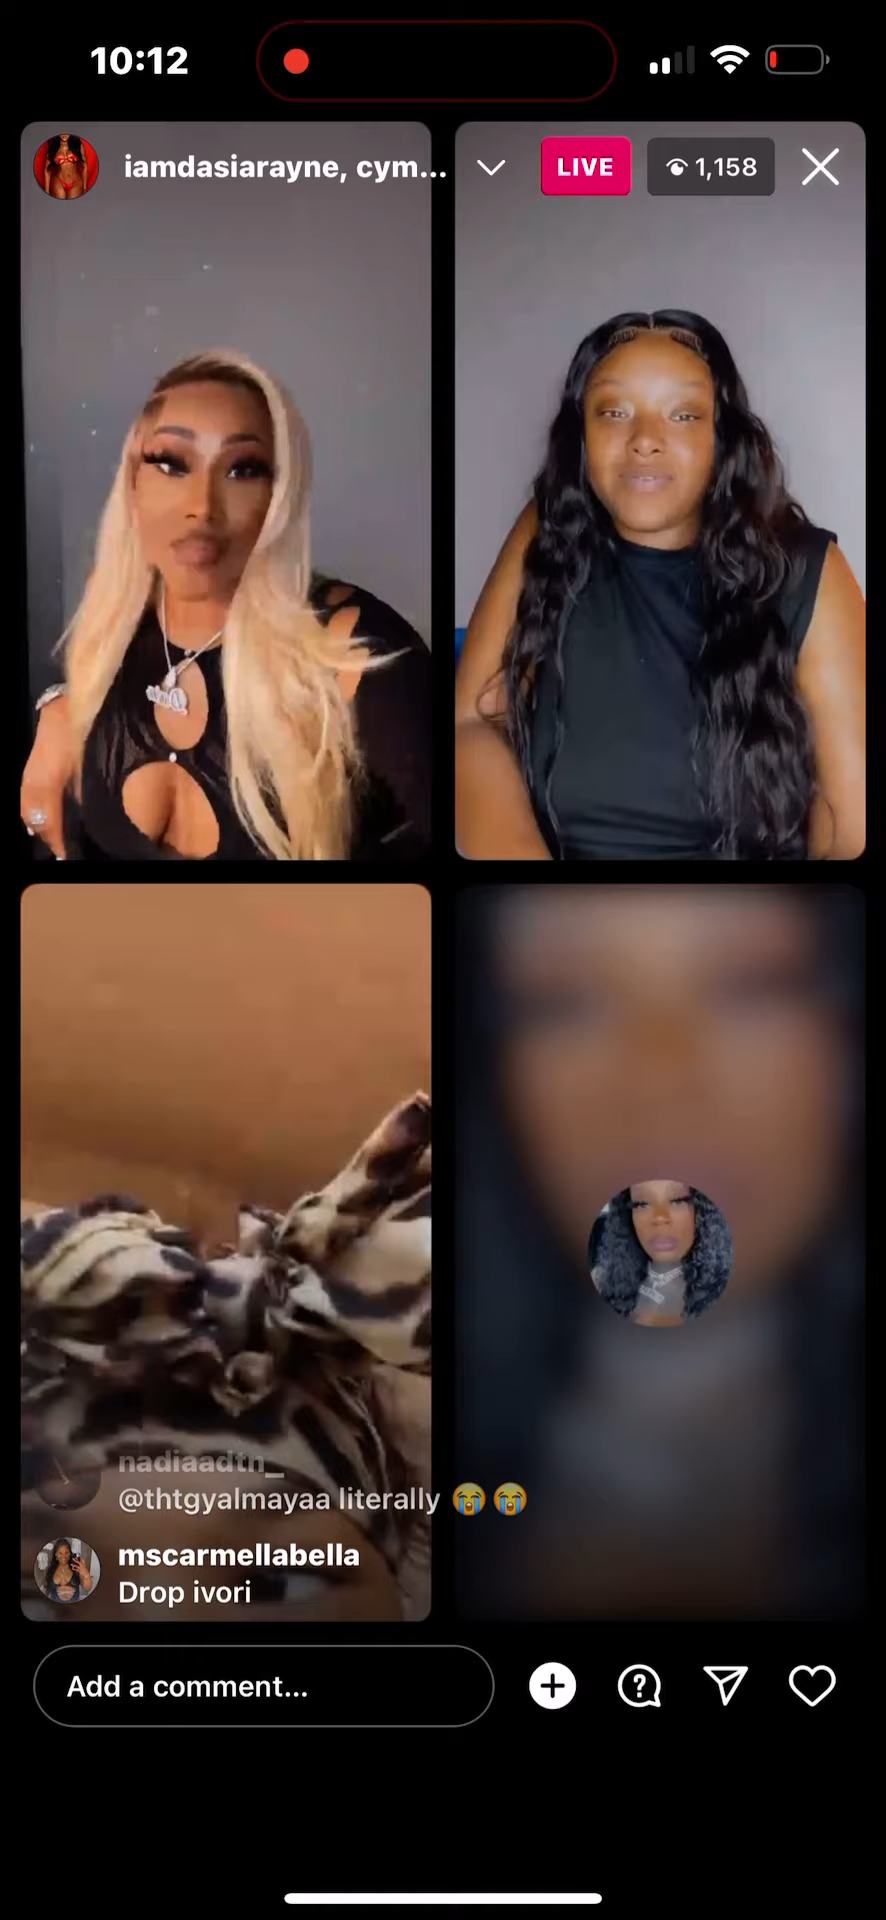 10:12
iamdasiarayne, cym...
LIVE
1,158
nadiaadtn_
@thtgyalmayaa literally 😭😭
mscarmellabella
Drop ivori
Add a comment...